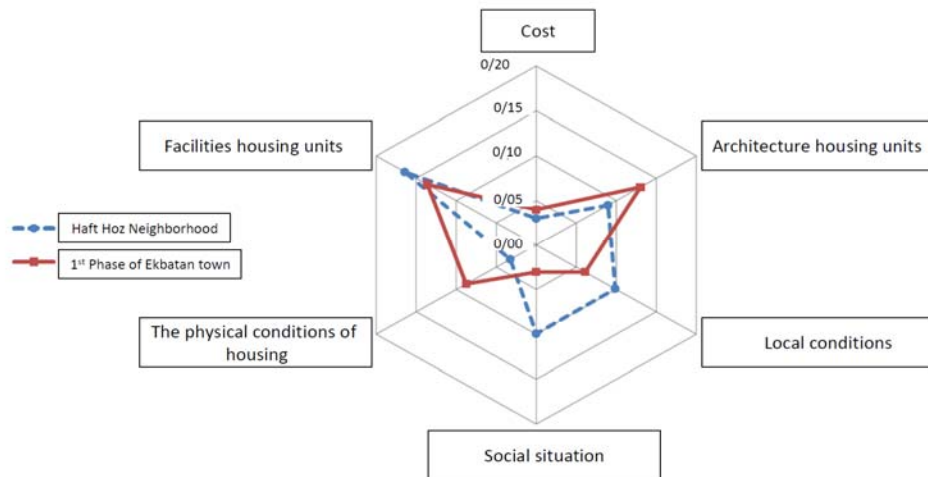 Cost
0/20
0/15
0/10
0/05
0/00
Facilities housing units
Architecture housing units
Haft Hoz Neighborhood
1st Phase of Ekbatan town
The physical conditions of
housing
Local conditions
Social situation